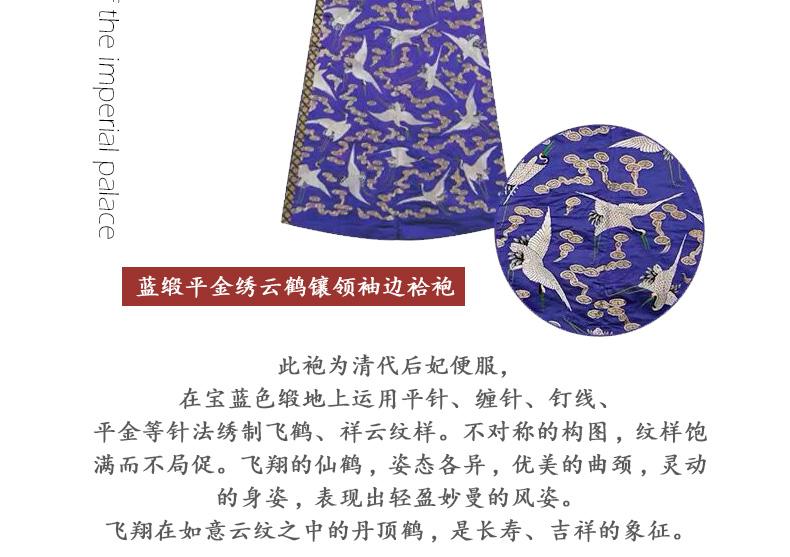 f the imperial palace
蓝缎平金绣云鹤镶领袖边袷袍
此袍为清代后妃便服，
在宝蓝色缎地上运用平针、缠针、钉线、
平金等针法绣制飞鹤、祥云纹样。不对称的构图，纹样饱
满而不局促。飞翔的仙鹤，姿态各异，优美的曲颈，灵动
的身姿，表现出轻盈妙曼的风姿。
飞翔在如意云纹之中的丹顶鹤，是长寿、吉祥的象征。